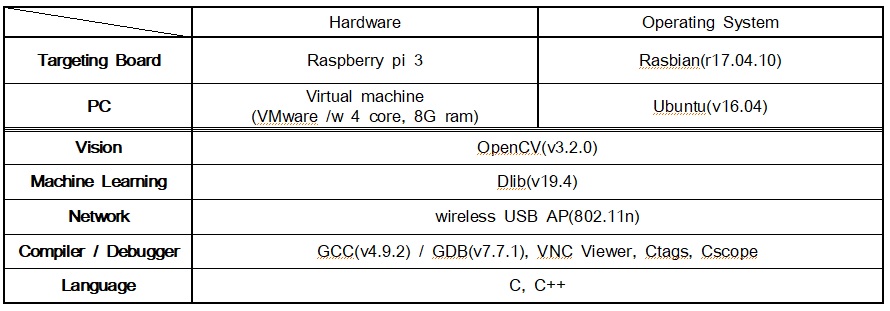 Hardware Operating System
Targeting Board Raspberry pi 3 Rasbian(r17.04.10)
PC Virtual machine
(VMware /w 4 core, 8G ram) Ubuntu(v16.04)
Vision OpenCV(v3.2.0)
Machine Learning Dlib(v19.4)
Network wireless USB AP(802.11n)
Compiler / Debugger GCC(v4.9.2) / GDB(v7.7.1), VNC Viewer, Ctags, Cscope
Language C, C++